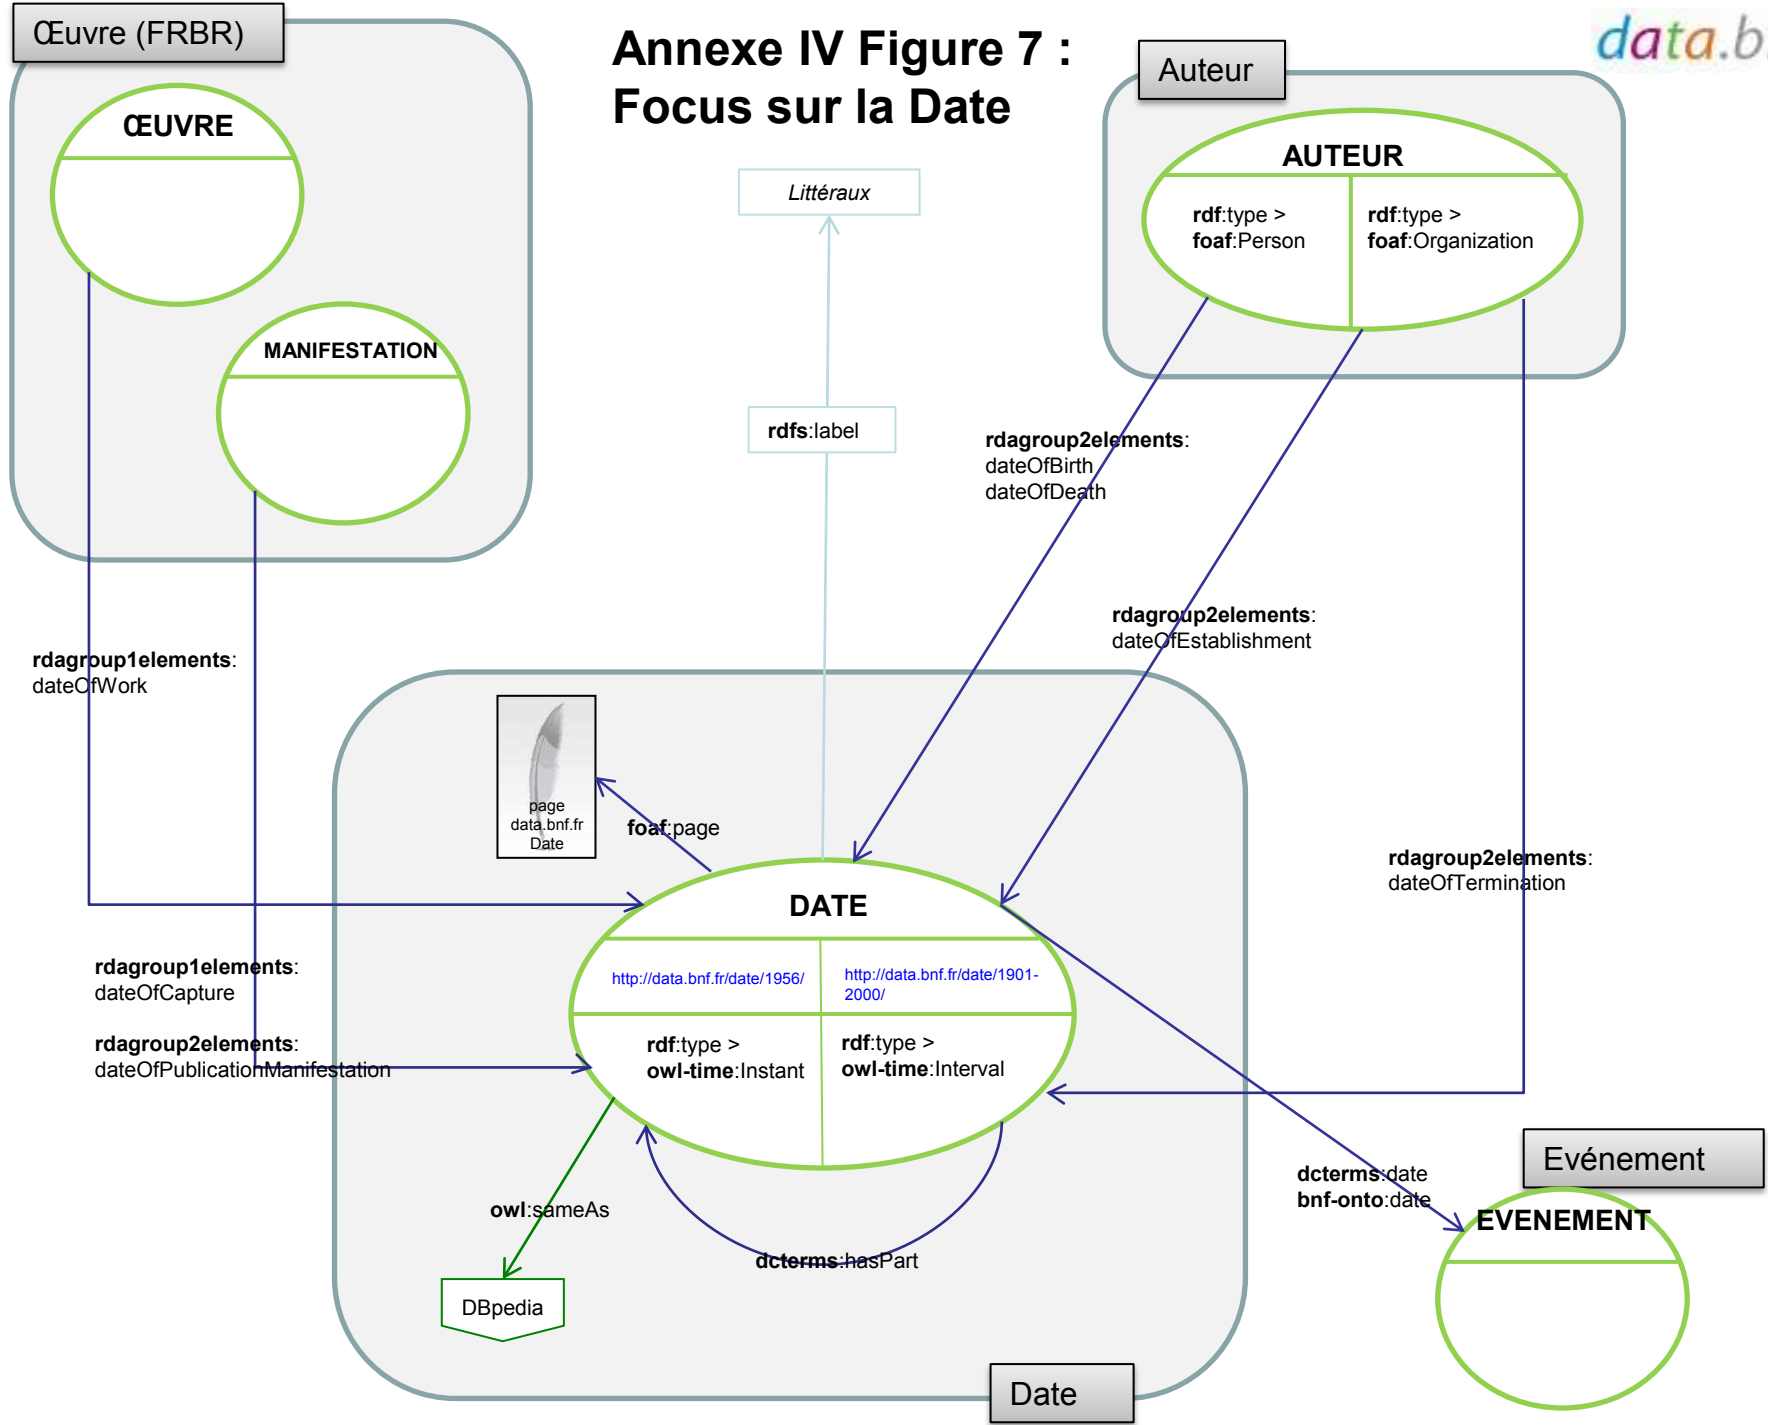 Œuvre (FRBR)
Annexe IV Figure 7 :
Focus sur la Date
data.b
Auteur
ŒUVRE
AUTEUR
rdf:type >
foaf:Person
rdf:type >
foaf:Organization
Littéraux
MANIFESTATION
rdfs:label
rdagroup2elements:
dateOfBirth
dateOfDeath
rdagroup2elements:
dateOfEstablishment
rdagroup1elements:
dateOfWork
page
data.bnf.fr
Date
foaf:page
rdagroup2elements:
dateOfTermination
DATE
http://data.bnf.fr/date/1956/
http://data.bnf.fr/date/1901-
2000/
rdagroup1elements:
dateOfCapture
rdagroup2elements:
dateOfPublicationManifestation
rdf:type >
owl-time:Instant
rdf:type >
owl-time:Interval
Evénement
dcterms:date
bnf-onto:date
EVENEMENT
owl:sameAs
dcterms:hasPart
DBpedia
Date